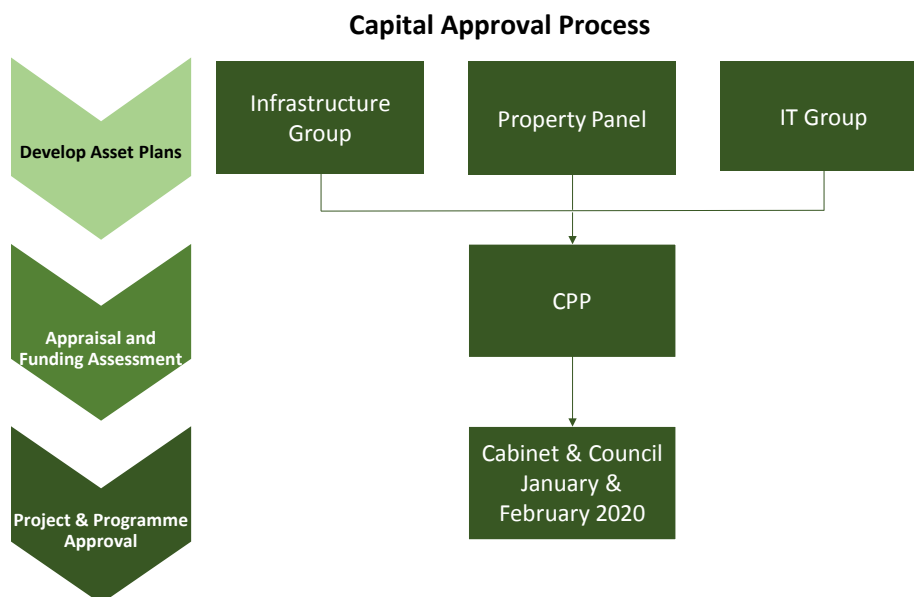 Capital Approval Process
Develop Asset Plans
Infrastructure
Group
Property Panel
IT Group
Appraisal and
Funding Assessment
CPP
Project & Programme
Approval
Cabinet & Council
January &
February 2020